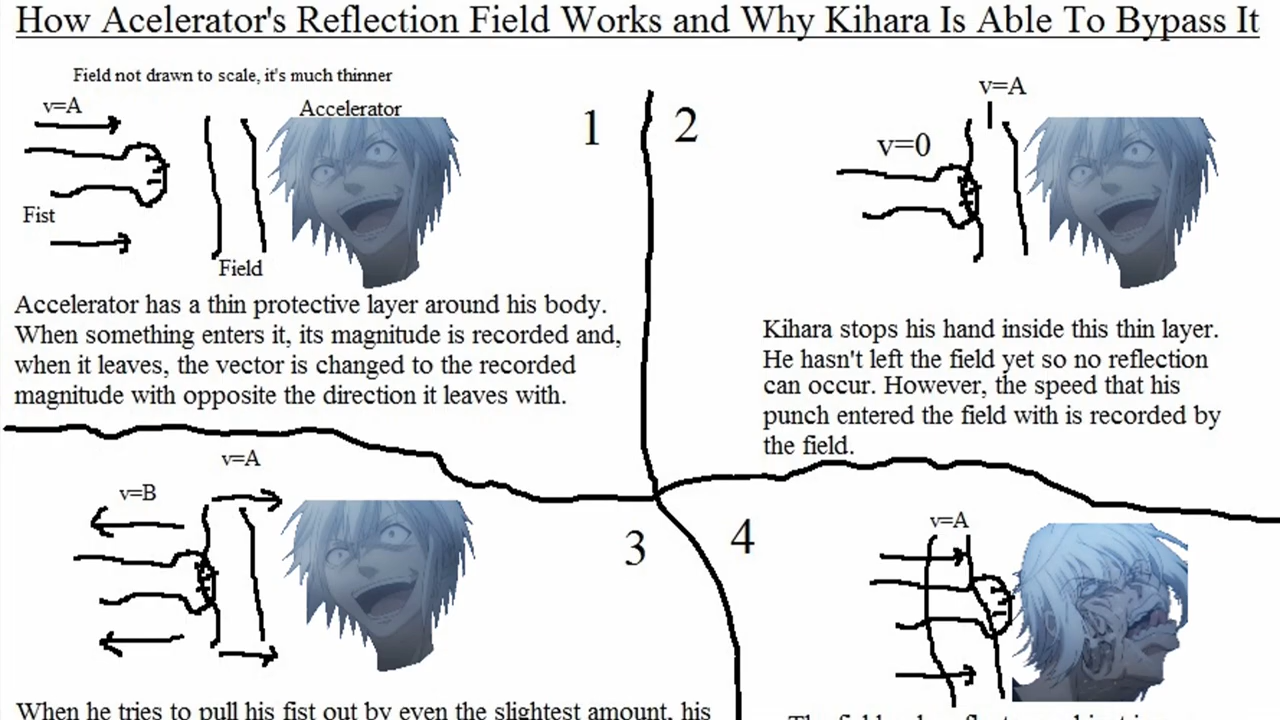 How Acelerator's Reflection Field Works and Why Kihara Is Able To Bypass It
Field not drawn to scale, it's much thinner
v=A
Accelerator
1
Fist
Field
Accelerator has a thin protective layer around his body.
When something enters it, its magnitude is recorded and,
when it leaves, the vector is changed to the recorded
magnitude with opposite the direction it leaves with.
2
v=A
v=0
Kihara stops his hand inside this thin layer.
He hasn't left the field yet so no reflection
can occur. However, the speed that his
punch entered the field with is recorded by
the field.
v=A
v=B
3
When he tries to pull his fist out by even the slightest amount, his
4
v=A